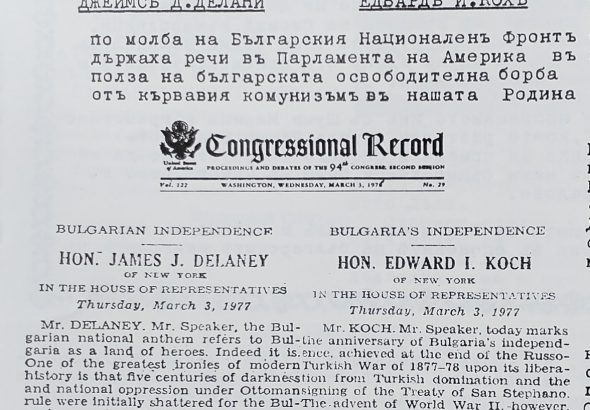 ДЖЕЙМСЪ Д.ДЕЛАНИ ЕДВАРДЪ И.КОХЪ
по молба на Българския Националенъ Фронтъ
държаха речи въ Парламента на Америка въ
полза на българската освободителна борба
отъ кървавия комунизъмъ въ нашата Родина
United States
of America
Congressional Record
PROCEEDINGS AND DEBATES OF THE 94th CONGRESS, SECOND SESSION
Vol. 122 WASHINGTON, WEDNESDAY, MARCH 3, 1976 No. 29
BULGARIAN INDEPENDENCE
HON. JAMES J. DELANEY
OF NEW YORK
IN THE HOUSE OF REPRESENTATIVES
Thursday, March 3, 1977
Mr. DELANEY. Mr. Speaker, the Bul-
garian national anthem refers to Bul-
garia as a land of heroes. Indeed it is.
One of the greatest ironies of modern
history is that five centuries of darkness
and national oppression under Ottoman
rule were initially shattered for the Bul-
BULGARIA'S INDEPENDENCE
HON. EDWARD I. KOCH
OF NEW YORK
IN THE HOUSE OF REPRESENTATIVES
Thursday, March 3, 1977
Mr. KOCH. Mr. Speaker, today marks
the anniversary of Bulgaria's independ-
ence, achieved at the end of the Russo-
Turkish War of 1877-78 upon its libera-
tion from Turkish domination and the
signing of the Treaty of San Stephano.
The advent of World War II, however,